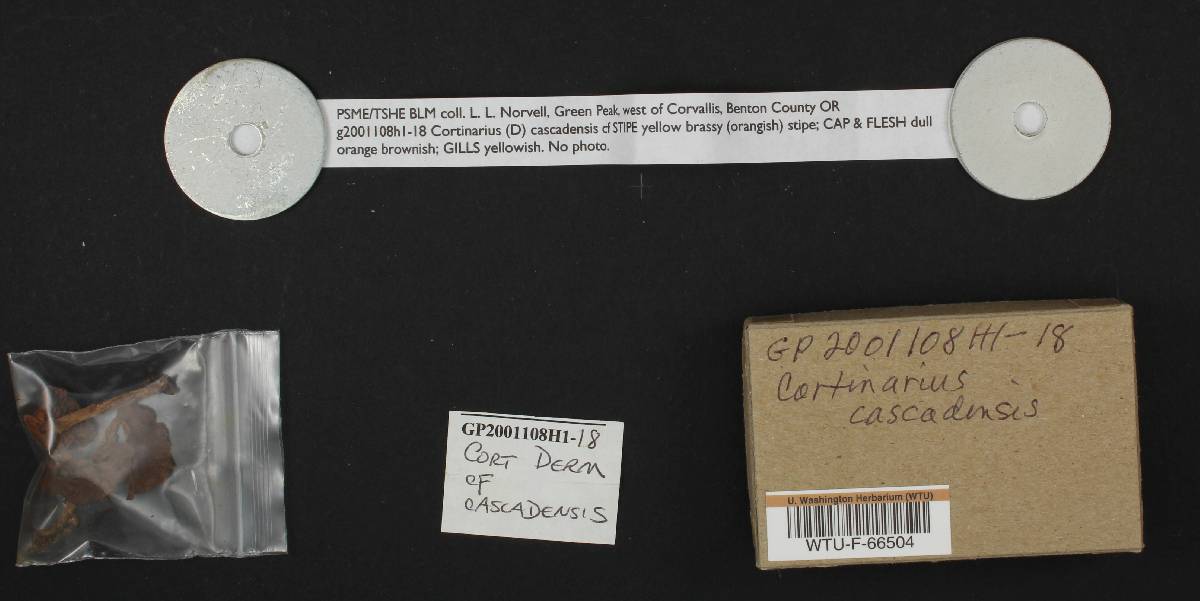 PSME/TSHE BLM coll. L. L. Norvell, Green Peak, west of Corvallis, Benton County OR
g2001108h1-18 Cortinarius (D) cascadensis cf STIPE yellow brassy (orangish) stipe; CAP & FLESH dull
orange brownish; GILLS yellowish. No photo.
GP2001108H1-18
CORT DERM
CF
CASCADENSIS
GP 2001108H1-18
Cortinarius
cascadensis
U. Washington Herbarium (WTU)
WTU-F-66504